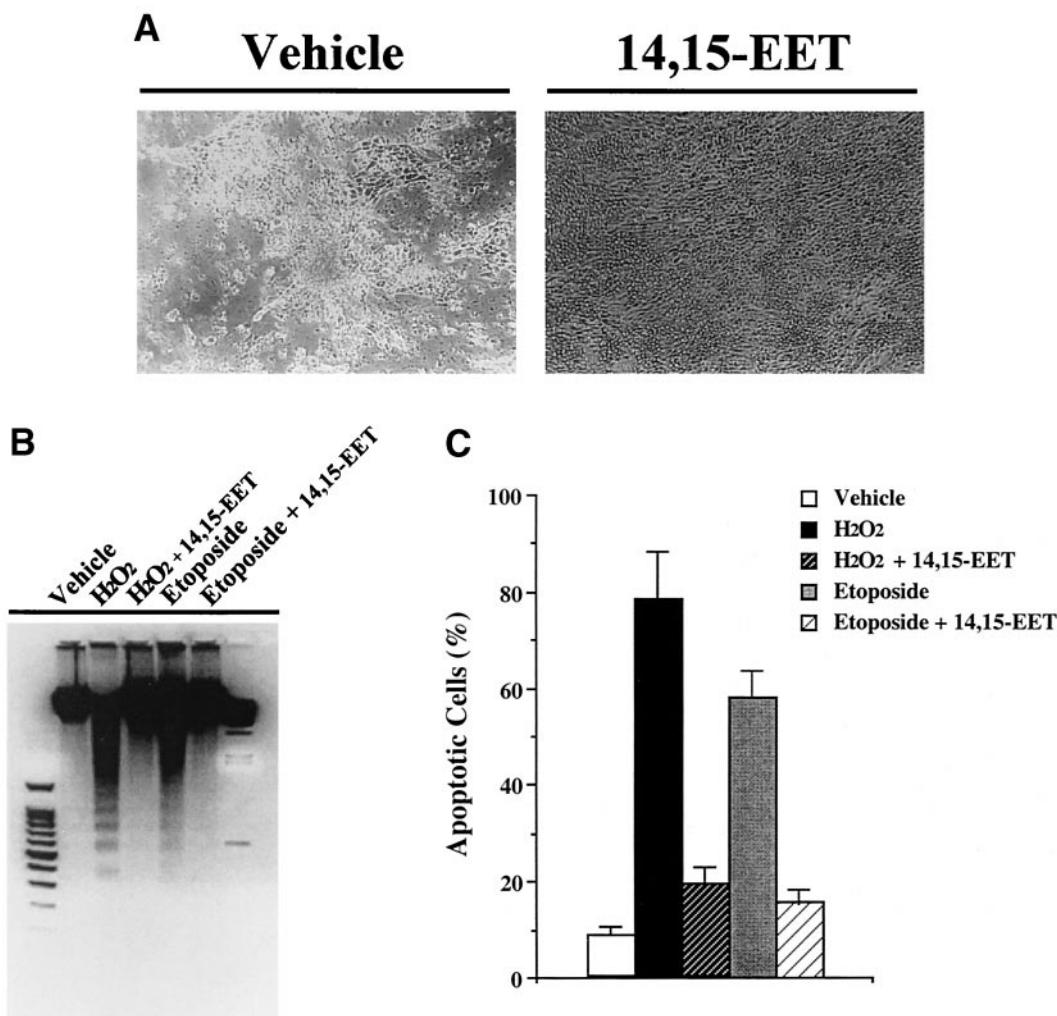 A
Vehicle
14,15-EET
B
Vehicle
H2O2
H2O2 + 14,15-EET
Etoposide
Etoposide + 14,15-EET
C
100
80
60
40
20
0
Apoptotic Cells (%)
Vehicle
H2O2
H2O2 + 14,15-EET
Etoposide
Etoposide + 14,15-EET